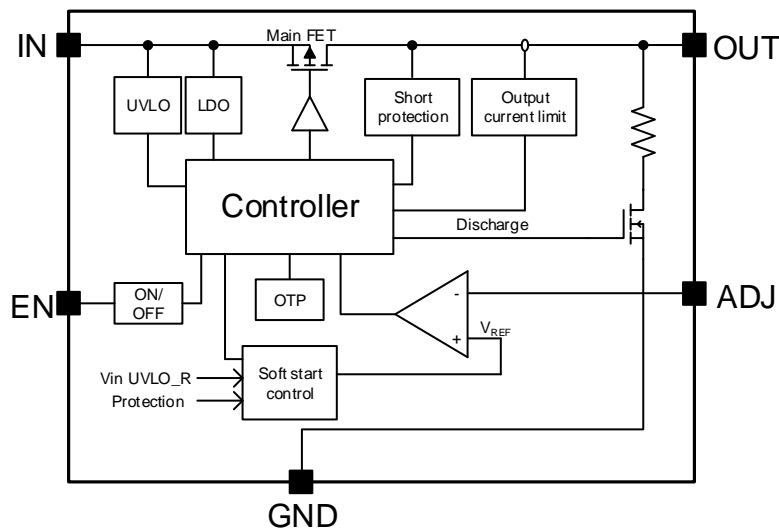 Main FET
IN
OUT
UVLO
LDO
Short
protection
Output
current limit
Controller
Discharge
EN
ON/
OFF
OTP
-
+
VREF
ADJ
Vin UVLO_R
Protection
Soft start
control
GND